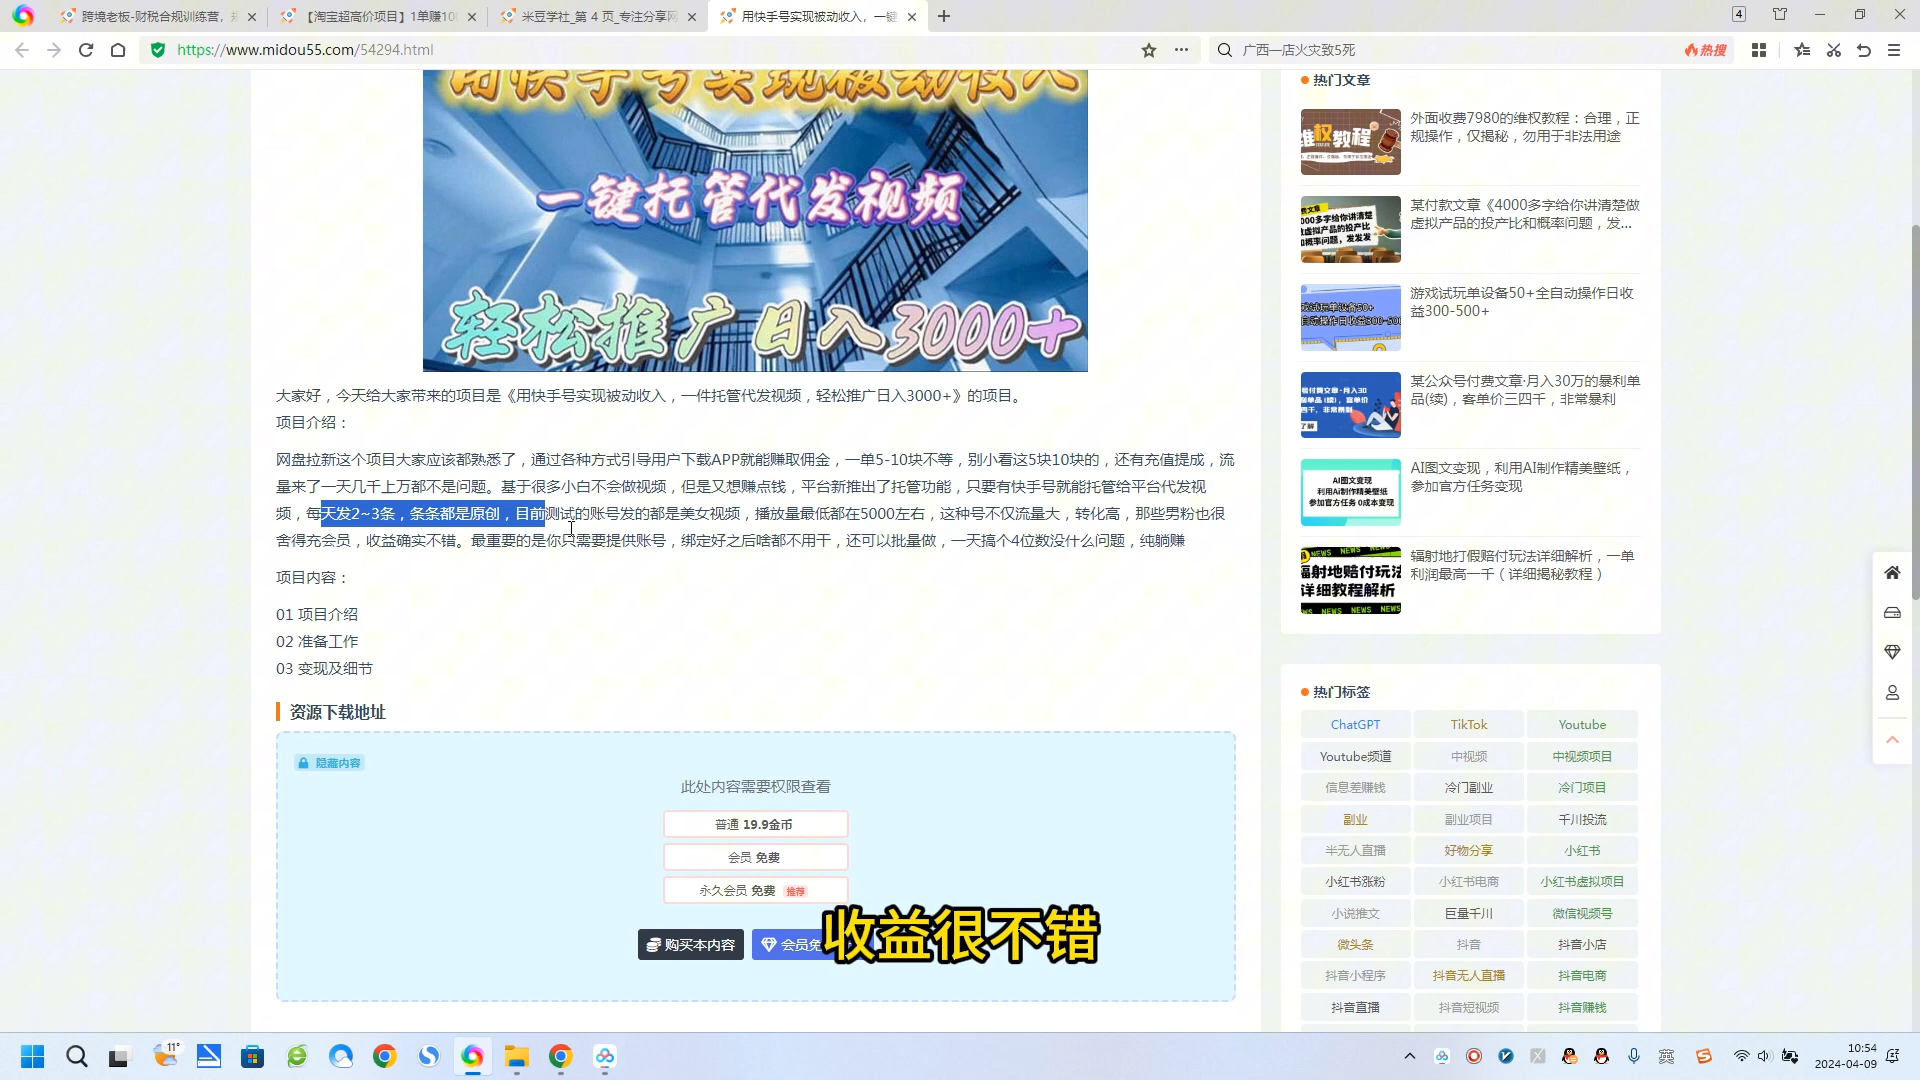 跨境老板-财税合规训练营，
【淘宝超高价项目】1单赚10
米豆学社_第 4 页_专注分享网
用快手号实现被动收入，一键
4
https://www.midou55.com/54294.html
广西一店火灾致5死
热搜
用快手号实现被动收入
一键托管代发视频
轻松推广日入3000+
大家好，今天给大家带来的项目是《用快手号实现被动收入，一件托管代发视频，轻松推广日入3000+》的项目。
项目介绍：
网盘拉新这个项目大家应该都熟悉了，通过各种方式引导用户下载APP就能赚取佣金，一单5-10块不等，别小看这5块10块的，还有充值提成，流
量来了一天几千上万都不是问题。基于很多小白不会做视频，但是又想赚点钱，平台新推出了托管功能，只要有快手号就能托管给平台代发视
频，每天发2~3条，条条都是原创，目前测试的账号发的都是美女视频，播放量最低都在5000左右，这种号不仅流量大，转化高，那些男粉也很
舍得充会员，收益确实不错。最重要的是你只需要提供账号，绑定好之后啥都不用干，还可以批量做，一天搞个4位数没什么问题，纯躺赚
项目内容：
01 项目介绍
02 准备工作
03 变现及细节
资源下载地址
隐藏内容
此处内容需要权限查看
普通 19.9金币
会员 免费
永久会员 免费 推荐
购买本内容
会员免
收益很不错
热门文章
外面收费7980的维权教程：合理，正
规操作，仅揭秘，勿用于非法用途
某付款文章《4000多字给你讲清楚做
虚拟产品的投产比和概率问题，发...
游戏试玩单设备50+全自动操作日收
益300-500+
某公众号付费文章·月入30万的暴利单
品(续)，客单价三四千，非常暴利
AI图文变现，利用AI制作精美壁纸，
参加官方任务变现
辐射地打假赔付玩法详细解析，一单
利润最高一千（详细揭秘教程）
热门标签
ChatGPT TikTok Youtube
Youtube频道 中视频 中视频项目
信息差赚钱 冷门副业 冷门项目
副业 副业项目 千川投流
半无人直播 好物分享 小红书
小红书涨粉 小红书电商 小红书虚拟项目
小说推文 巨量千川 微信视频号
微头条 抖音 抖音小店
抖音小程序 抖音无人直播 抖音电商
抖音直播 抖音短视频 抖音赚钱
11°
英
10:54
2024-04-09